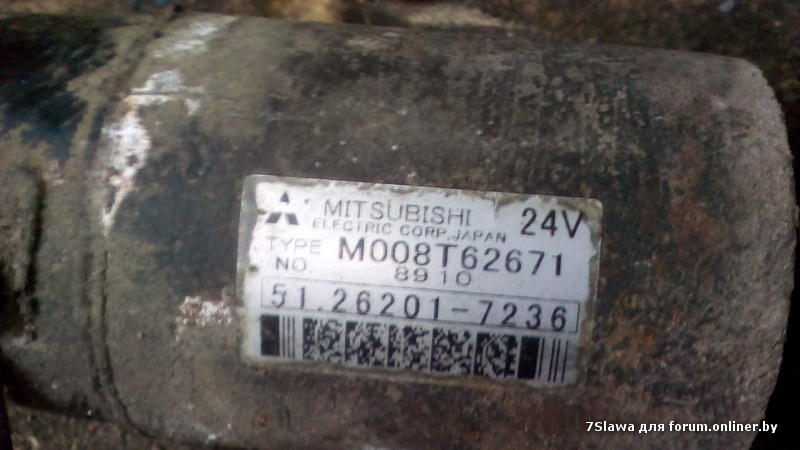 MITSUBISHI 24V
ELECTRIC CORP.JAPAN
TYPE M008T62671
NO. 8910
51.26201-7236
7Slawa для forum.onliner.by